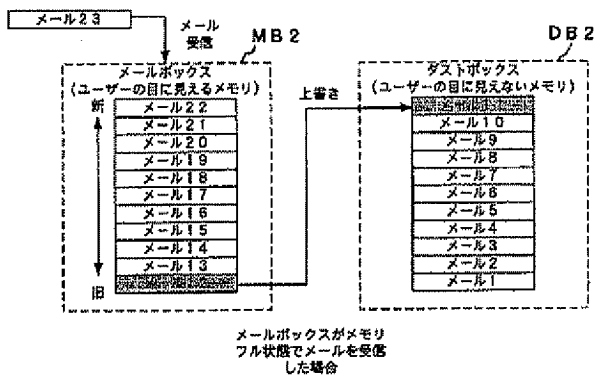 メール23
メール
受信
MB2
DB2
メールボックス
(ユーザーの目に見えるメモリ)
新
メール22
メール21
メール20
メール19
メール18
メール17
メール16
メール15
メール14
メール13
旧
上書き
ダストボックス
(ユーザーの目に見えないメモリ)
メール10
メール9
メール8
メール7
メール6
メール5
メール4
メール3
メール2
メール1
メールボックスがメモリ
フル状態でメールを受信
した場合